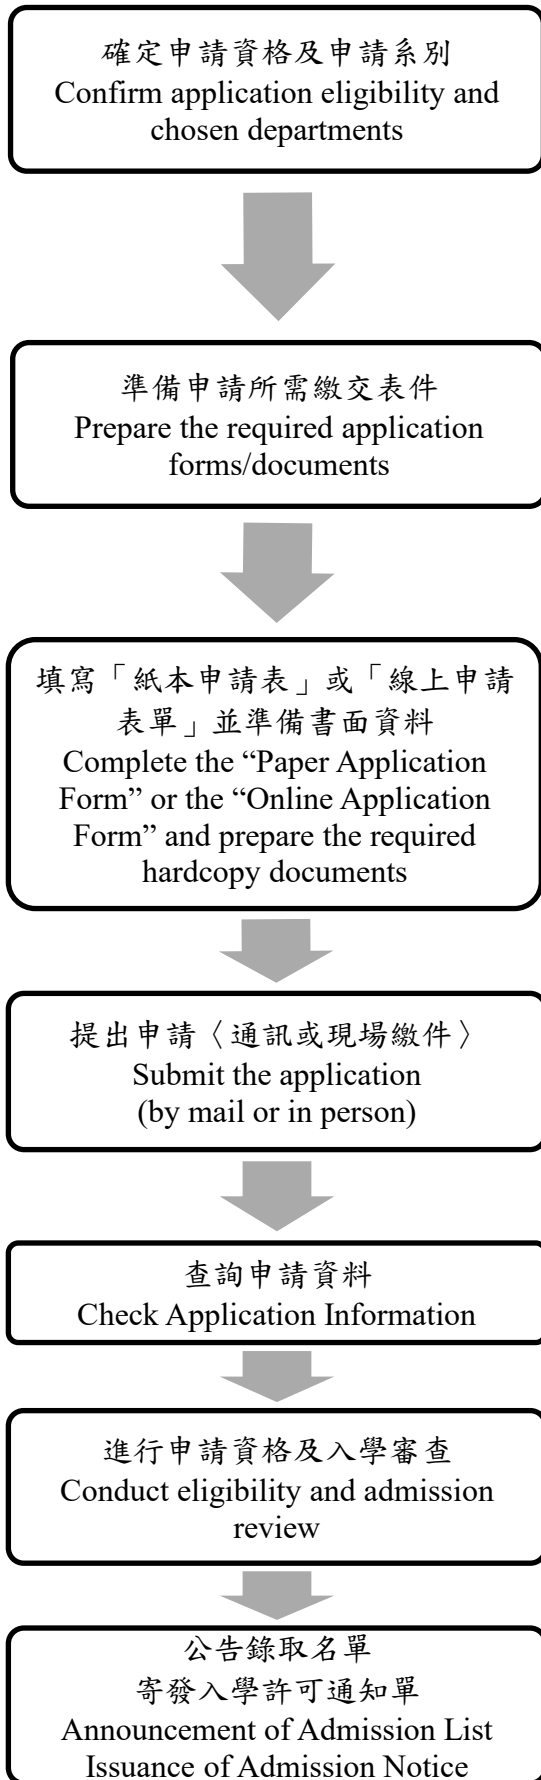 確定申請資格及申請系別
Confirm application eligibility and
chosen departments
準備申請所需繳交表件
Prepare the required application
forms/documents
填寫「紙本申請表」或「線上申請
表單」並準備書面資料
Complete the “Paper Application
Form” or the “Online Application
Form” and prepare the required
hardcopy documents
提出申請〈通訊或現場繳件〉
Submit the application
(by mail or in person)
查詢申請資料
Check Application Information
進行申請資格及入學審查
Conduct eligibility and admission
review
公告錄取名單
寄發入學許可通知單
Announcement of Admission List
Issuance of Admission Notice